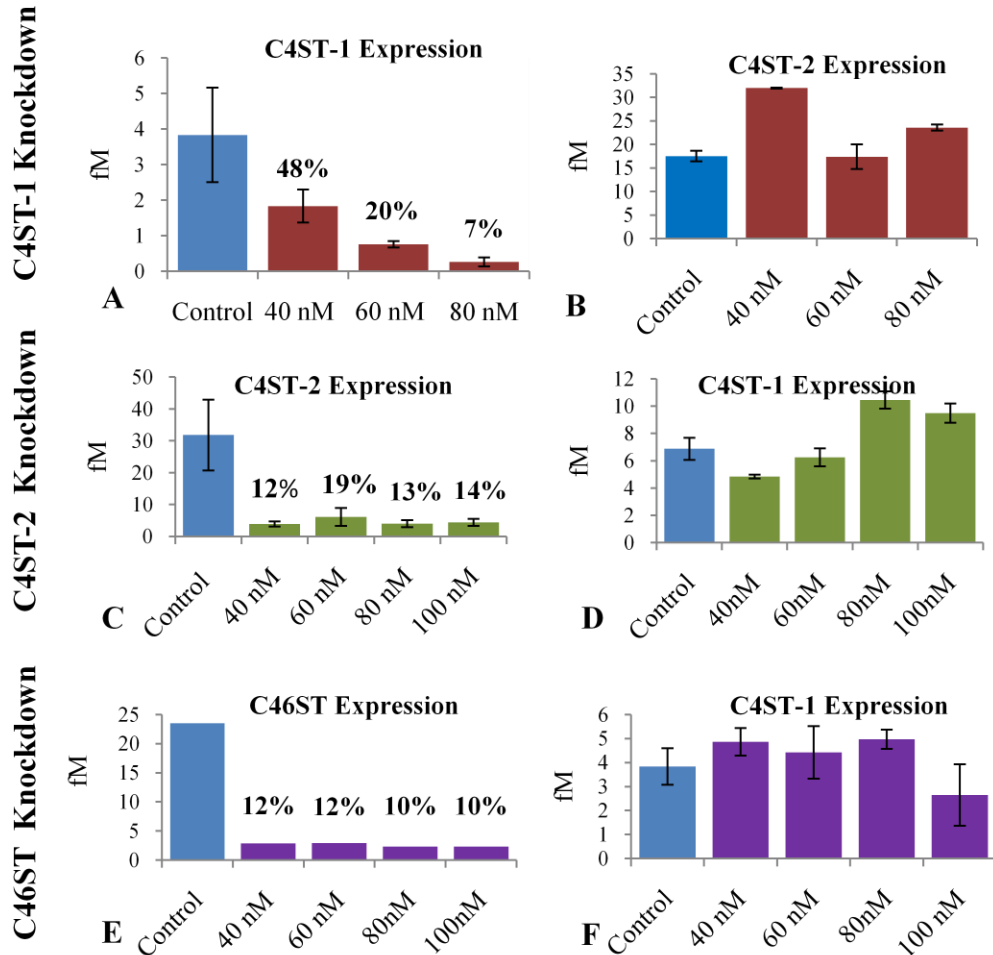 C4ST-1 Knockdown
C4ST-1 Expression
fM
6
5
4
3
2
1
0
48%
20%
7%
A
Control 40 nM 60 nM 80 nM
C4ST-2 Expression
fM
35
30
25
20
15
10
5
0
B
Control 40 nM 60 nM 80 nM
C4ST-2 Knockdown
C4ST-2 Expression
fM
50
40
30
20
10
0
12% 19% 13% 14%
C
Control 40 nM 60 nM 80 nM 100 nM
C4ST-1 Expression
fM
12
10
8
6
4
2
0
D
Control 40nM 60nM 80nM 100nM
C46ST Knockdown
C46ST Expression
fM
25
20
15
10
5
0
12% 12% 10% 10%
E
Control 40 nM 60 nM 80nM 100nM
C4ST-1 Expression
fM
6
5
4
3
2
1
0
F
Control 40 nM 60 nM 80nM 100 nM